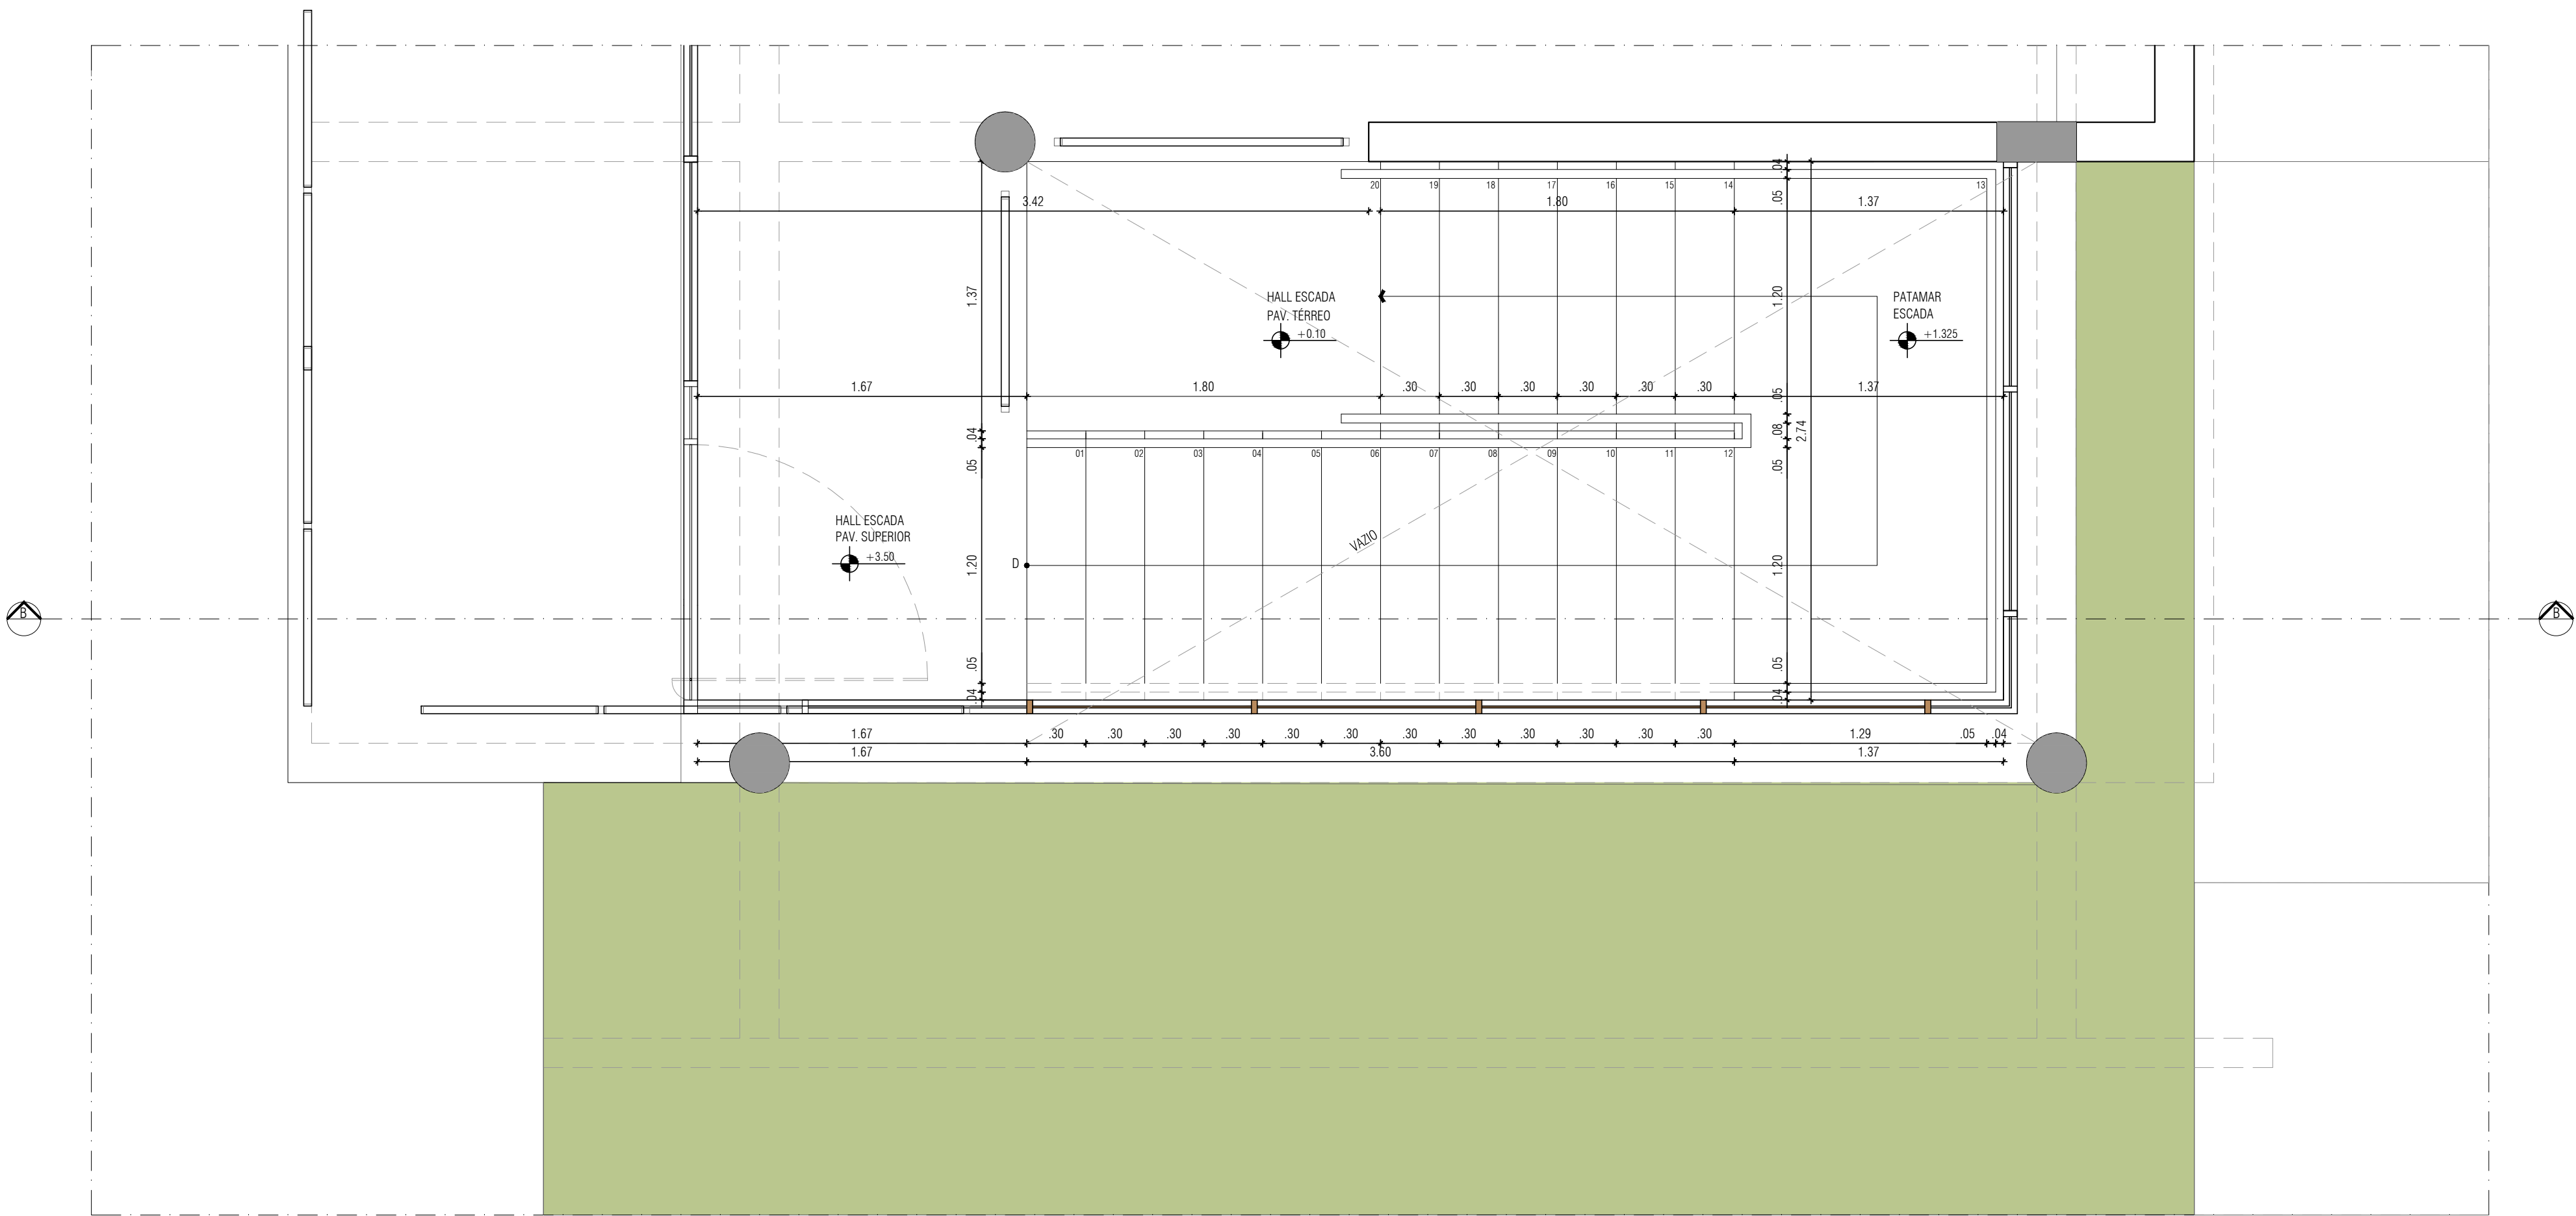 20 19 18 17 16 15 14 13
.04
3.42 1.80 .05 1.37
1.37 HALL ESCADA
PAV. TÉRREO
+0.10
1.20
PATAMAR
ESCADA
+1.325
1.67 1.80 .30 .30 .30 .30 .30 .30 .05 1.37
.04 .08 2.74
01 02 03 04 05 06 07 08 09 10 11 12
.05 .05
HALL ESCADA
PAV. SUPERIOR
+3.50
VAZIO
1.20 D 1.20
B B
.05 .05
.04 .04
1.67 .30 .30 .30 .30 .30 .30 .30 .30 .30 .30 .30 .30 1.29 .05 .04
1.67 3.60 1.37